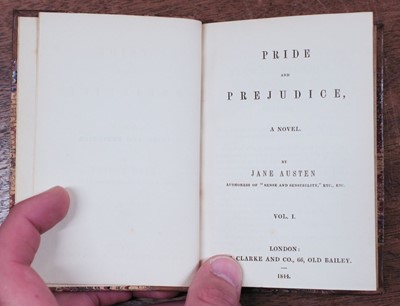 PRIDE
AND
PREJUDICE,
A NOVEL.
BY
JANE AUSTEN
AUTHORESS OF "SENSE AND SENSIBILITY," ETC., ETC.
VOL. I.
LONDON:
CLARKE AND CO., 66, OLD BAILEY.
1844.